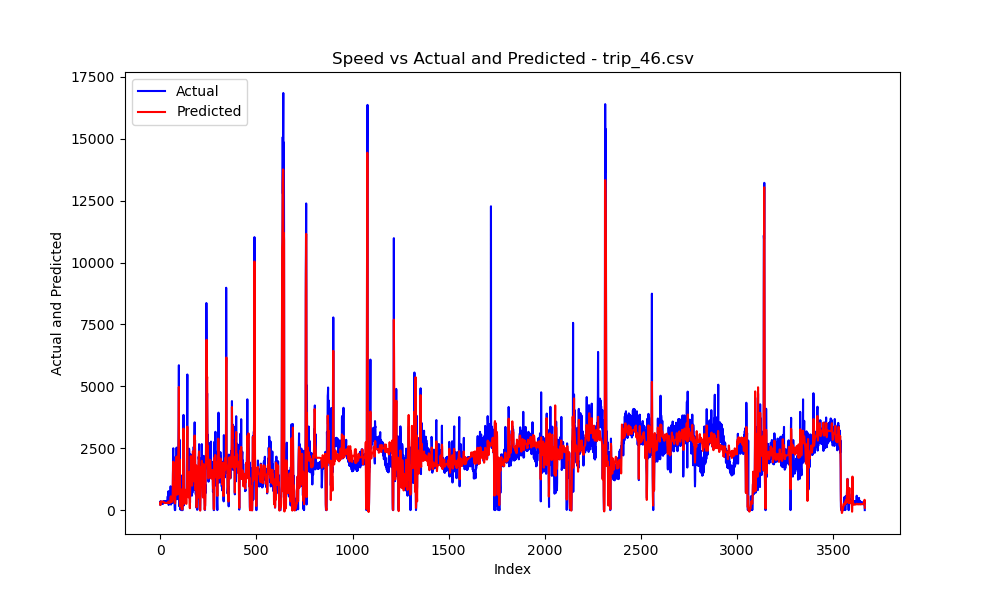 Speed vs Actual and Predicted - trip_46.csv
Actual
Predicted
Actual and Predicted
17500
15000
12500
10000
7500
5000
2500
0
0 500 1000 1500 2000 2500 3000 3500
Index